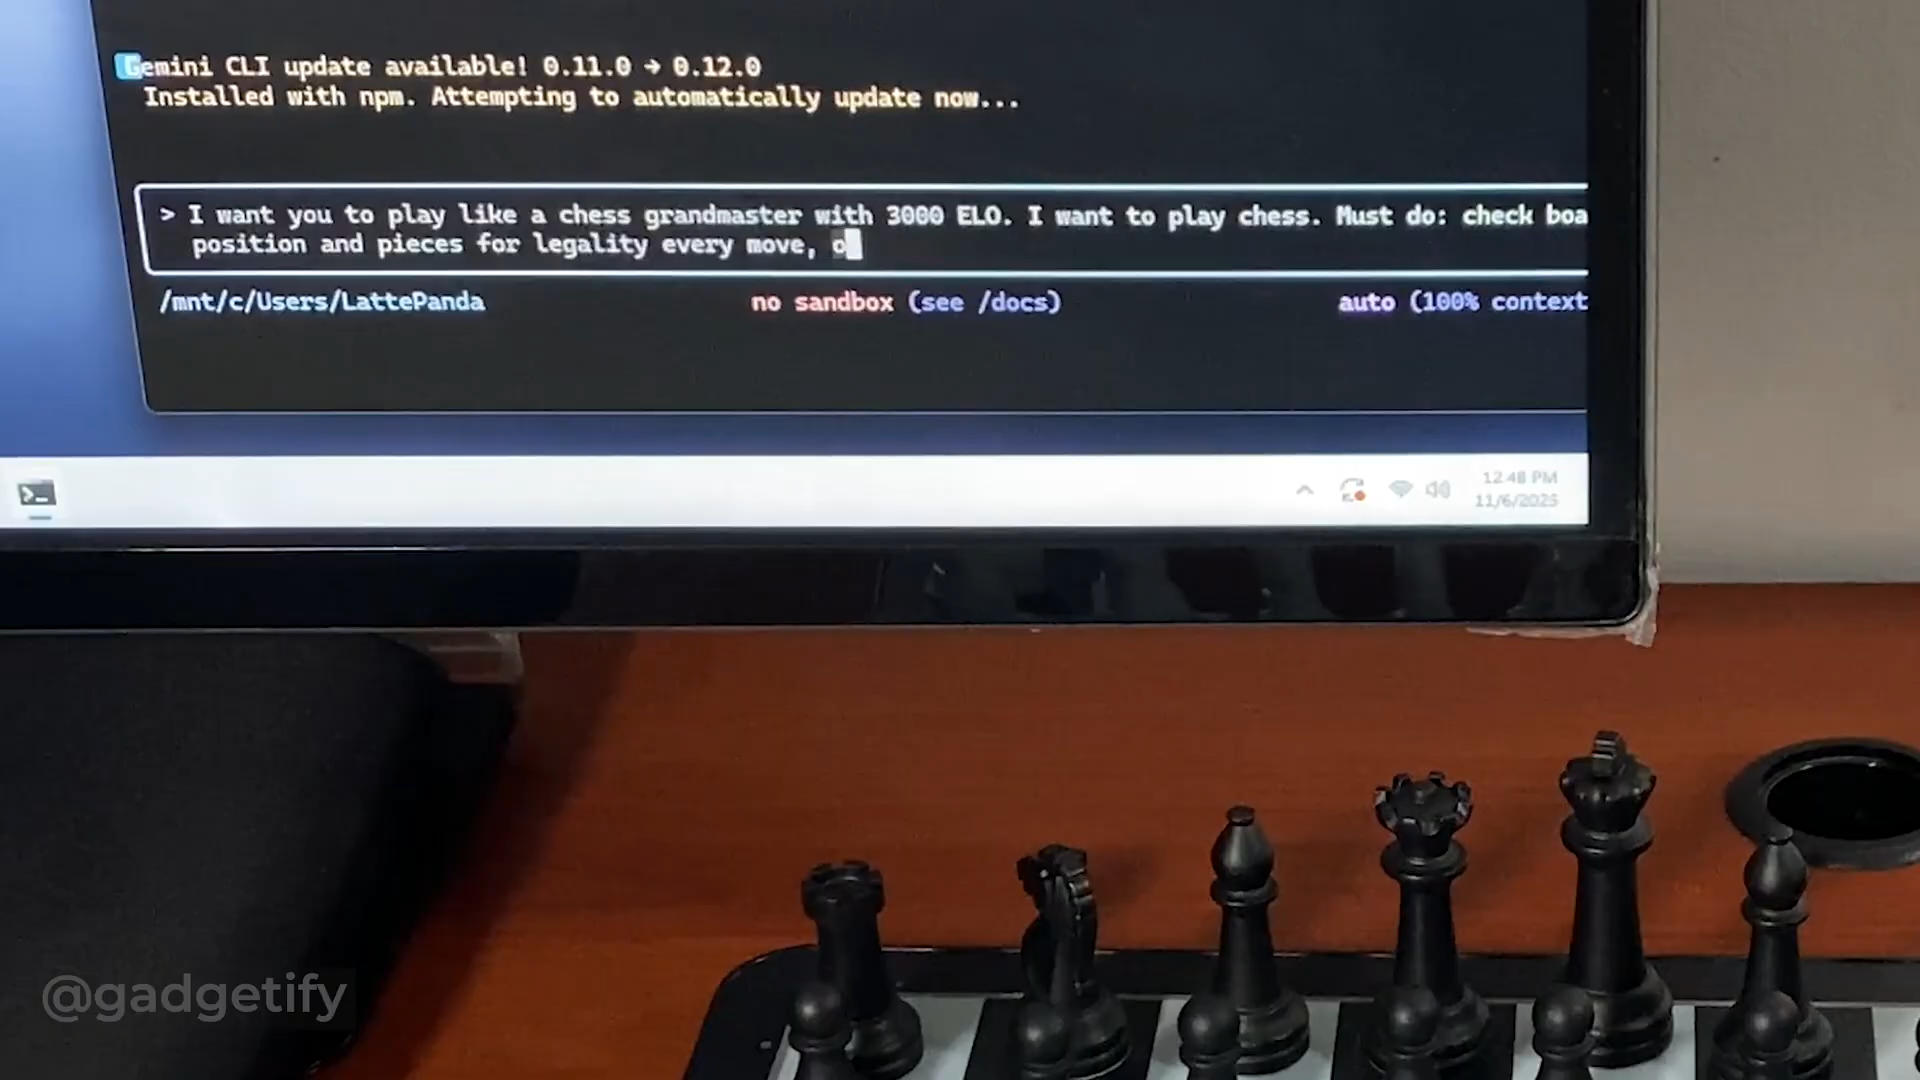 Gemini CLI update available! 0.11.0 → 0.12.0
Installed with npm. Attempting to automatically update now...
> I want you to play like a chess grandmaster with 3000 ELO. I want to play chess. Must do: check boa
position and pieces for legality every move, o
/mnt/c/Users/LattePanda no sandbox (see /docs) auto (100% context
12:48 PM
11/6/2025
@gadgetify